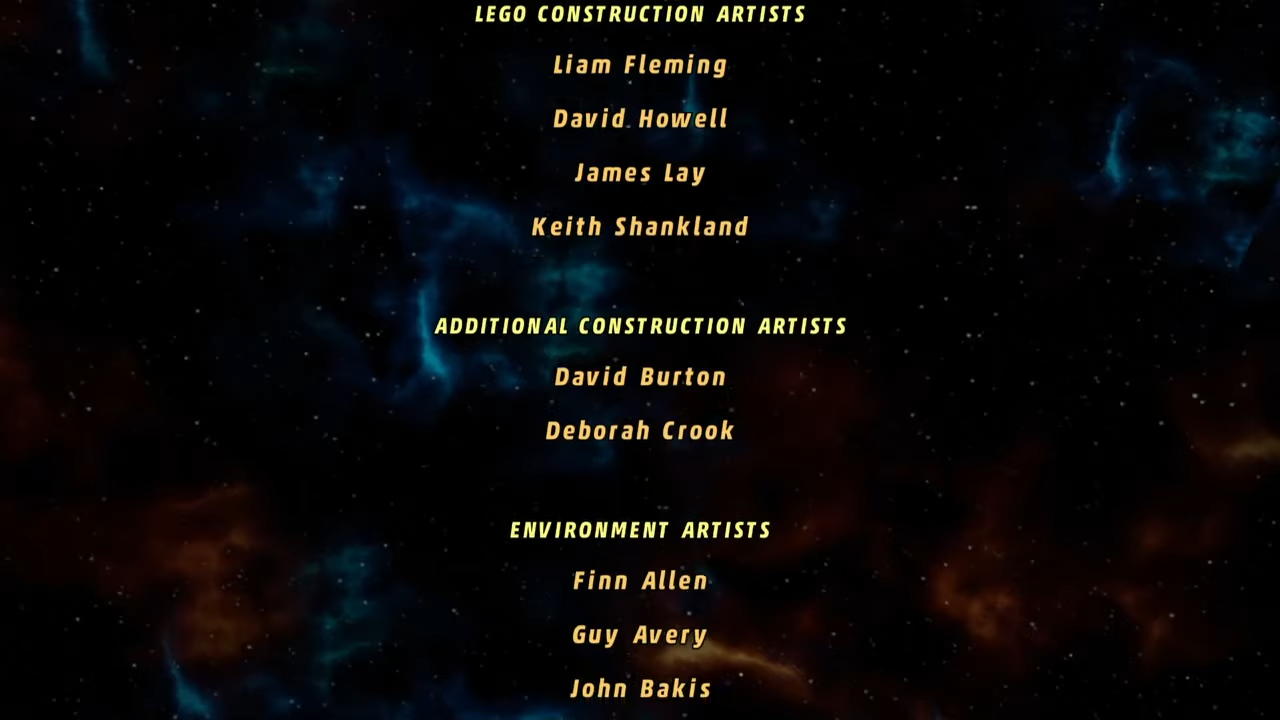 LEGO CONSTRUCTION ARTISTS
Liam Fleming
David Howell
James Lay
Keith Shankland
ADDITIONAL CONSTRUCTION ARTISTS
David Burton
Deborah Crook
ENVIRONMENT ARTISTS
Finn Allen
Guy Avery
John Bakis